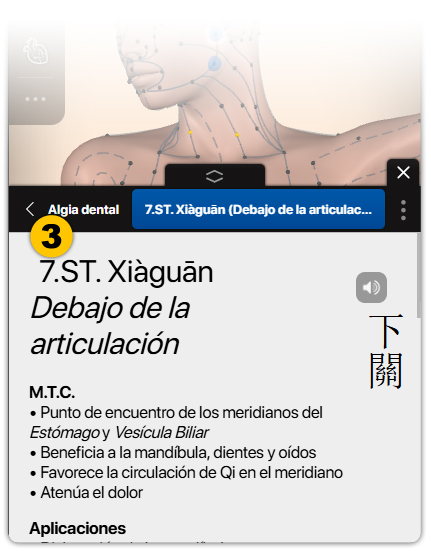 Algia dental
7.ST. Xiàguān (Debajo de la articulac...
3
7.ST. Xiàguān
Debajo de la
articulación
下關
M.T.C.
• Punto de encuentro de los meridianos del
Estómago y Vesícula Biliar
• Beneficia a la mandíbula, dientes y oídos
• Favorece la circulación de Qi en el meridiano
• Atenúa el dolor
Aplicaciones